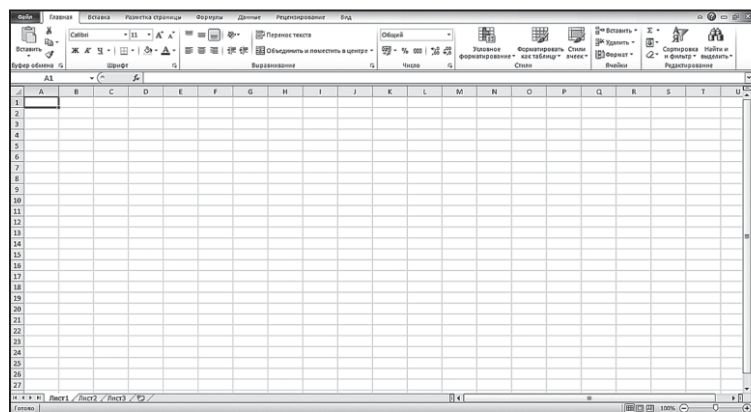 Файл Главная Вставка Разметка страницы Формулы Данные Рецензирование Вид
Вставить
Буфер обмена
Calibri 11
Ж К Ч
Шрифт
Перенос текста
Объединить и поместить в центре
Выравнивание
Общий
% 000
Число
Условное форматирование
Форматировать как таблицу
Стили ячеек
Стили
Вставить
Удалить
Формат
Ячейки
Σ
Сортировка и фильтр
Найти и выделить
Редактирование
A1 fx
A B C D E F G H I J K L M N O P Q R S T U
1
2
3
4
5
6
7
8
9
10
11
12
13
14
15
16
17
18
19
20
21
22
23
24
25
26
27
Лист1 Лист2 Лист3
Готово 100%